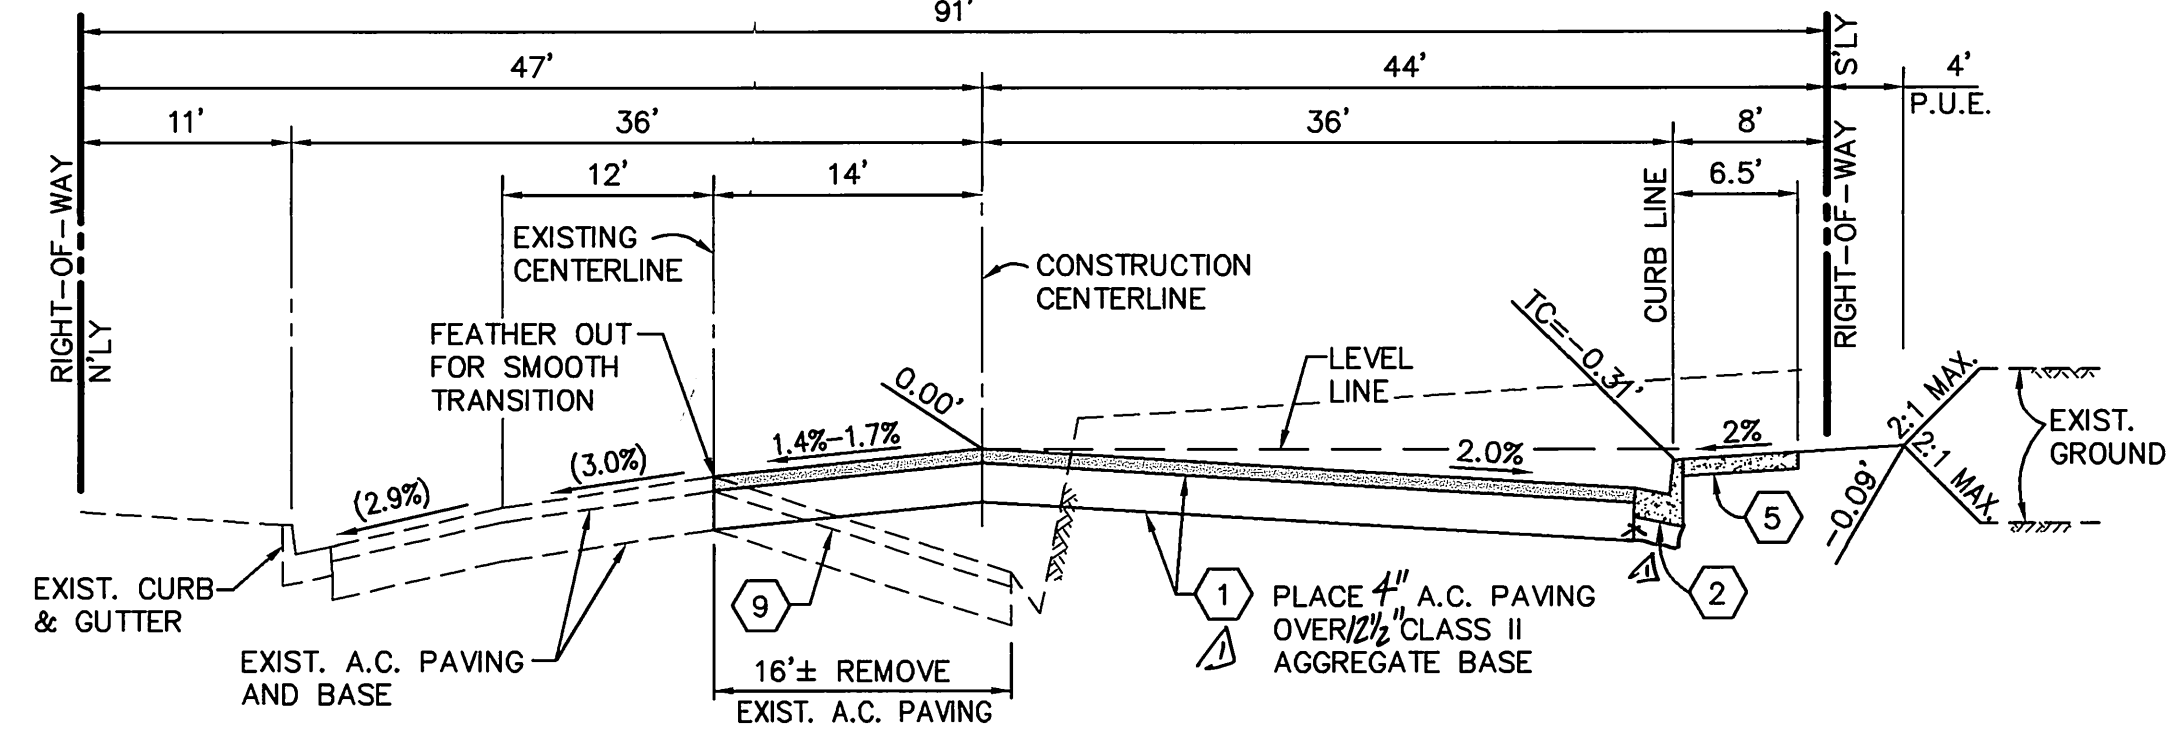 91'
47'
44'
4'
P.U.E.
11'
36'
36'
8'
12'
14'
6.5'
RIGHT-OF-WAY
N'LY
S'LY
RIGHT-OF-WAY
CURB LINE
EXISTING
CENTERLINE
CONSTRUCTION
CENTERLINE
FEATHER OUT
FOR SMOOTH
TRANSITION
0.00'
LEVEL
LINE
TC=-0.31'
2:1 MAX.
2:1 MAX.
EXIST.
GROUND
(2.9%)
(3.0%)
1.4%-1.7%
2.0%
2%
-0.09'
5
EXIST. CURB
& GUTTER
9
1
PLACE 4" A.C. PAVING
OVER 12½" CLASS II
AGGREGATE BASE
1
1
2
EXIST. A.C. PAVING
AND BASE
16'± REMOVE
EXIST. A.C. PAVING